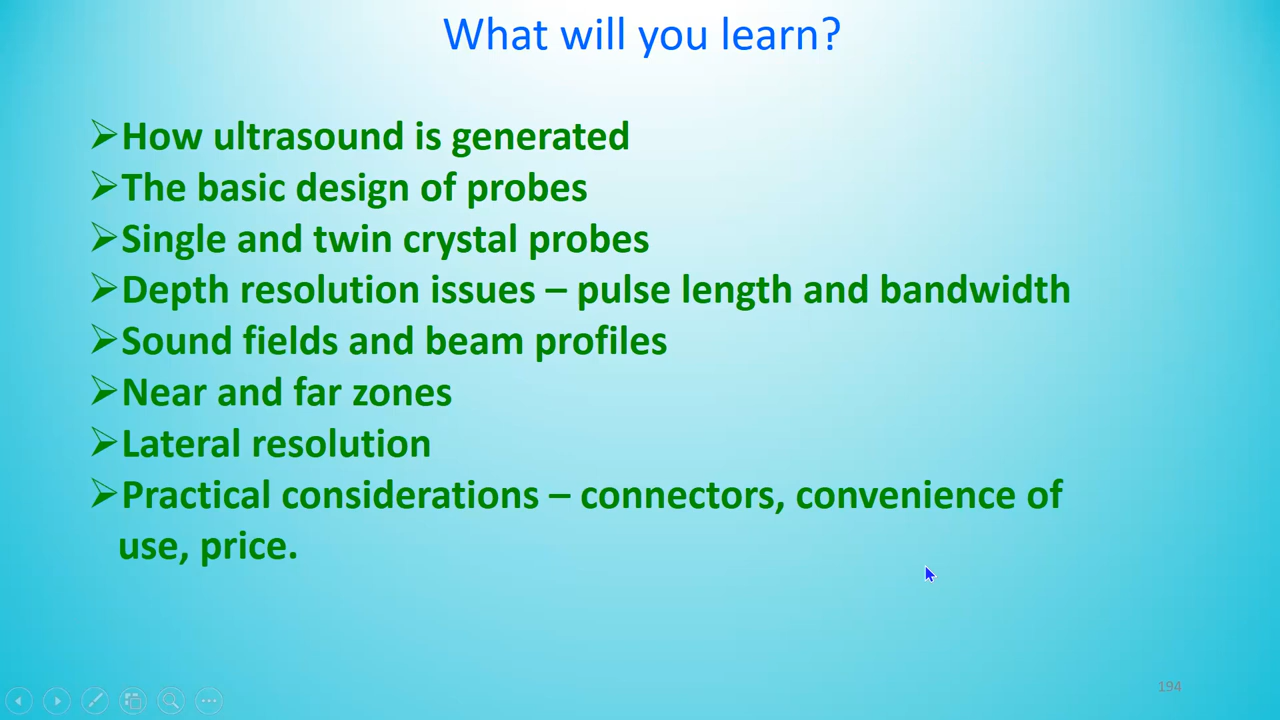 What will you learn?
➢How ultrasound is generated
➢The basic design of probes
➢Single and twin crystal probes
➢Depth resolution issues – pulse length and bandwidth
➢Sound fields and beam profiles
➢Near and far zones
➢Lateral resolution
➢Practical considerations – connectors, convenience of
use, price.
194